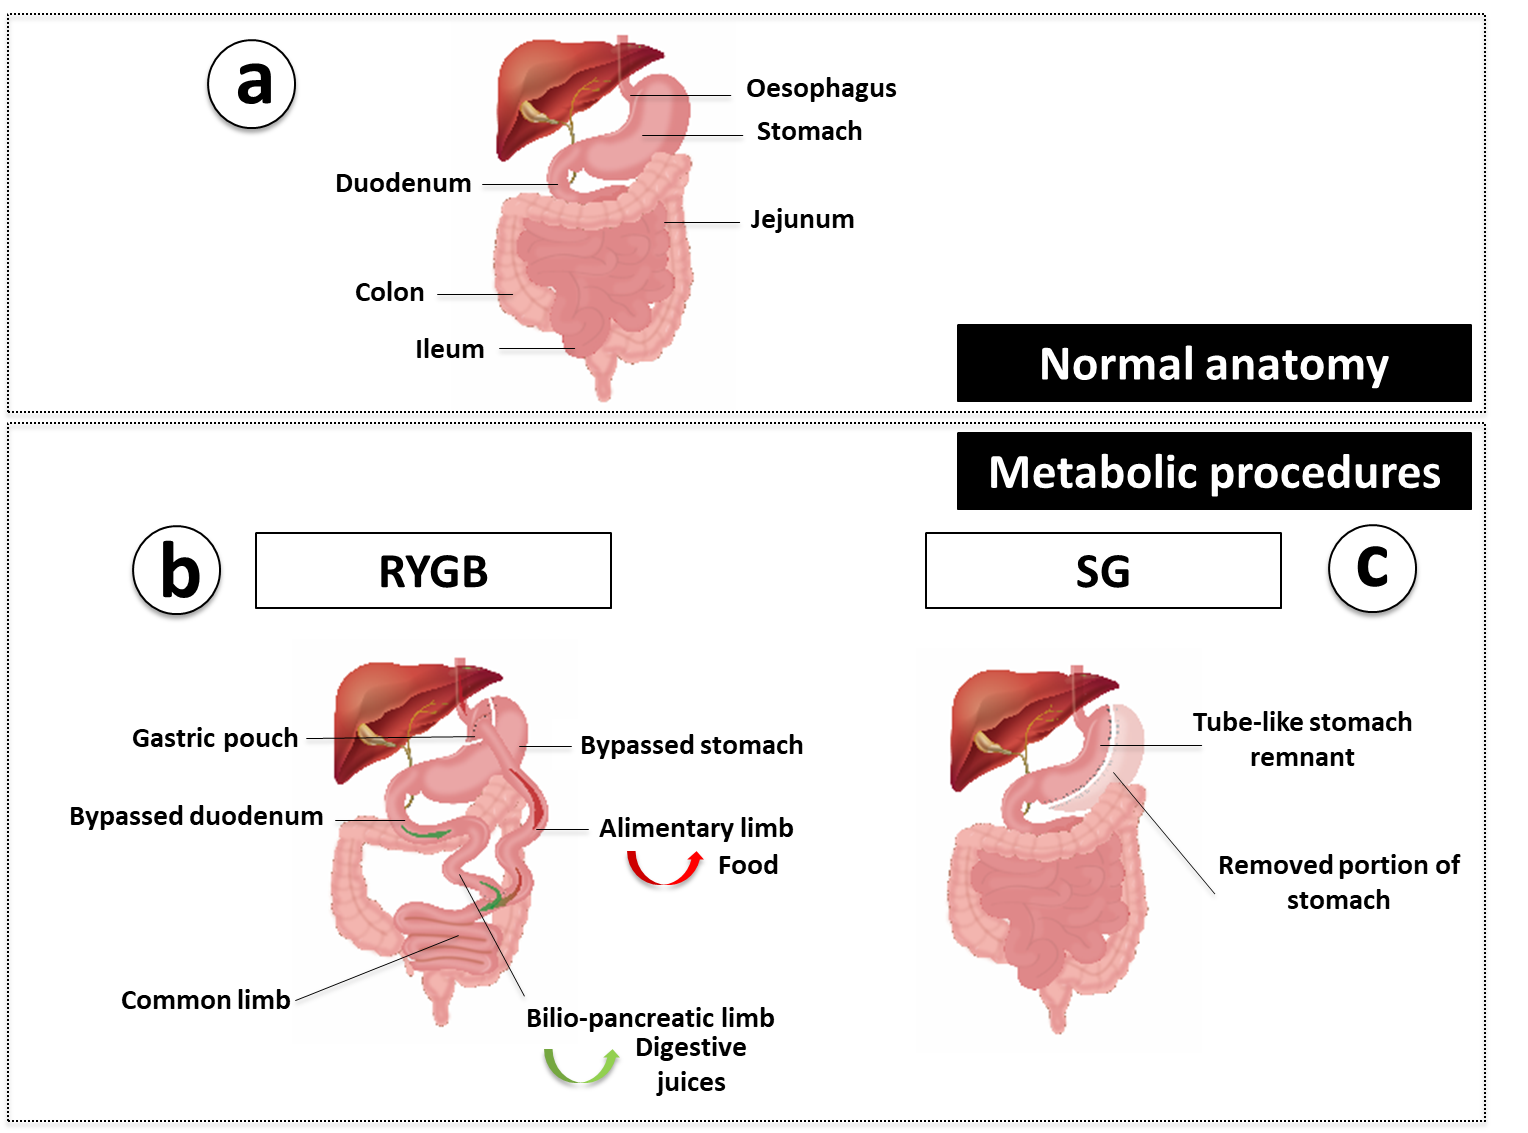 a
Oesophagus
Stomach
Duodenum
Jejunum
Colon
Ileum
Normal anatomy
Metabolic procedures
b
RYGB
SG
c
Gastric pouch
Bypassed stomach
Bypassed duodenum
Alimentary limb
Food
Common limb
Bilio-pancreatic limb
Digestive
juices
Tube-like stomach
remnant
Removed portion of
stomach